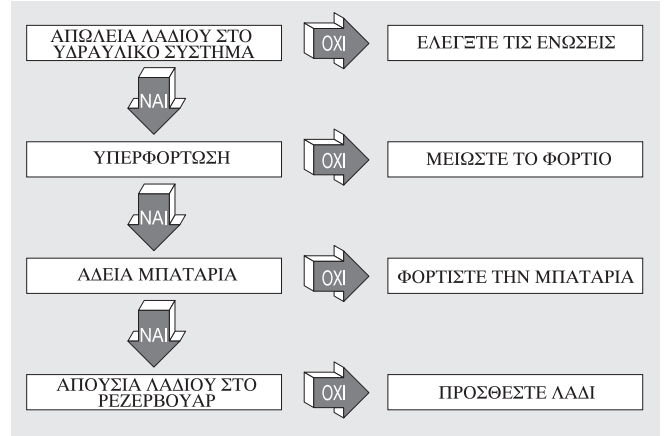 ΑΠΩΛΕΙΑ ΛΑΔΙΟΥ ΣΤΟ
ΥΔΡΑΥΛΙΚΟ ΣΥΣΤΗΜΑ
ΟΧΙ
ΕΛΕΓΞΤΕ ΤΙΣ ΕΝΩΣΕΙΣ
ΝΑΙ
ΥΠΕΡΦΟΡΤΩΣΗ
ΟΧΙ
ΜΕΙΩΣΤΕ ΤΟ ΦΟΡΤΙΟ
ΝΑΙ
ΑΔΕΙΑ ΜΠΑΤΑΡΙΑ
ΟΧΙ
ΦΟΡΤΙΣΤΕ ΤΗΝ ΜΠΑΤΑΡΙΑ
ΝΑΙ
ΑΠΟΥΣΙΑ ΛΑΔΙΟΥ ΣΤΟ
ΡΕΖΕΡΒΟΥΑΡ
ΟΧΙ
ΠΡΟΣΘΕΣΤΕ ΛΑΔΙ